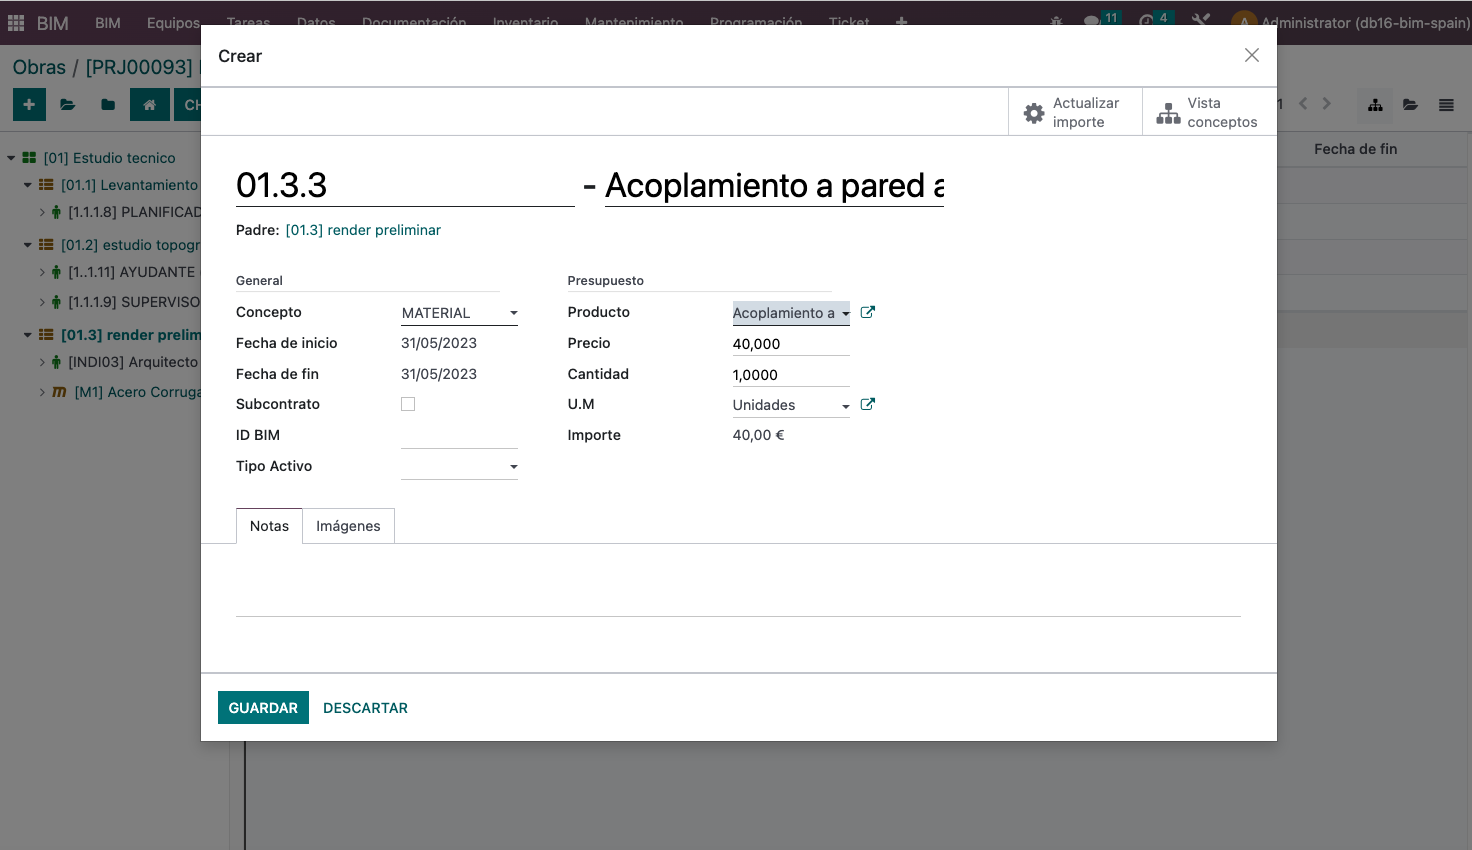 BIM
BIM Equipos Tareas Datos Documentación Inventario Mantenimiento Programación Ticket 11 4 A Administrator (db16-bim-spain)
Obras / [PRJ00093]
Crear
Actualizar importe
Vista conceptos
1
Fecha de fin
[01] Estudio tecnico
[01.1] Levantamiento
[1.1.1.8] PLANIFICAD
[01.2] estudio topogr
[1..1.11] AYUDANTE
[1.1.1.9] SUPERVISO
[01.3] render prelim
[INDI03] Arquitecto
[M1] Acero Corruga
01.3.3 - Acoplamiento a pared a
Padre: [01.3] render preliminar
General
Concepto MATERIAL
Fecha de inicio 31/05/2023
Fecha de fin 31/05/2023
Subcontrato
ID BIM
Tipo Activo
Presupuesto
Producto Acoplamiento a
Precio 40,000
Cantidad 1,0000
U.M Unidades
Importe 40,00 €
Notas Imágenes
GUARDAR DESCARTAR